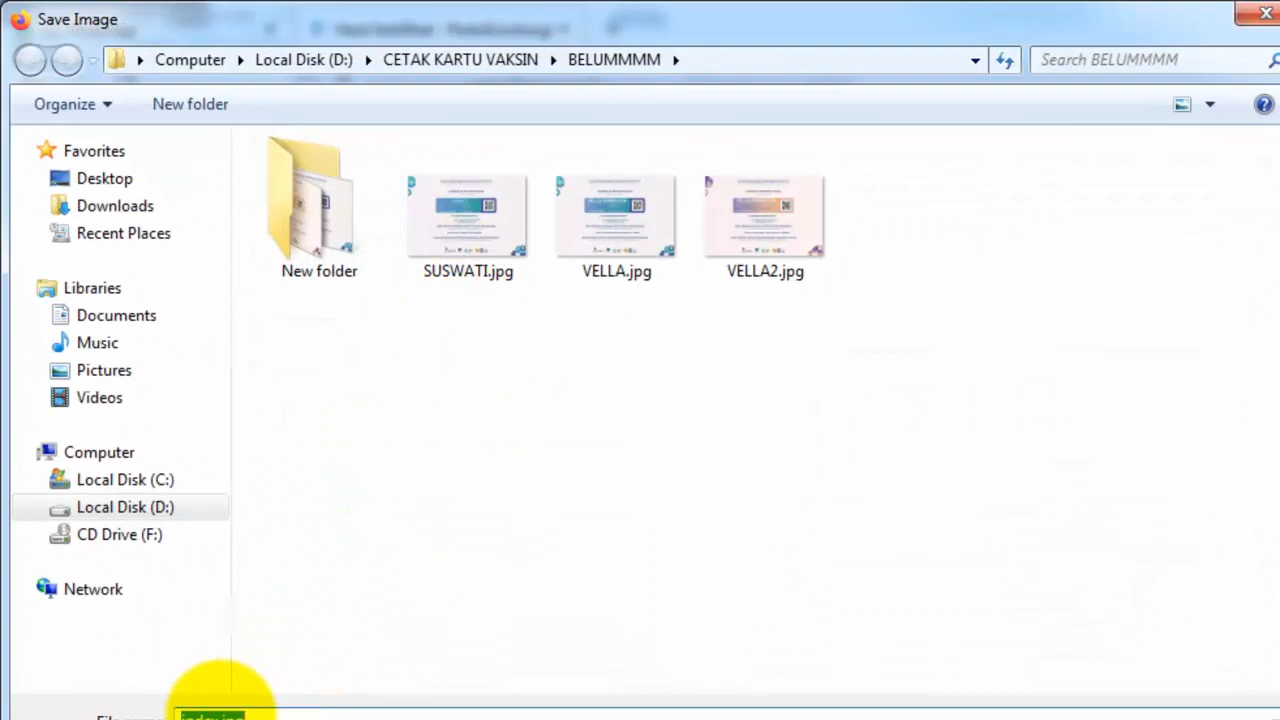 Save Image
Computer
Local Disk (D:)
CETAK KARTU VAKSIN
BELUMMMM
Search BELUMMMM
Organize
New folder
Favorites
Desktop
Downloads
Recent Places
Libraries
Documents
Music
Pictures
Videos
Computer
Local Disk (C:)
Local Disk (D:)
CD Drive (F:)
Network
New folder
SUSWATI.jpg
VELLA.jpg
VELLA2.jpg